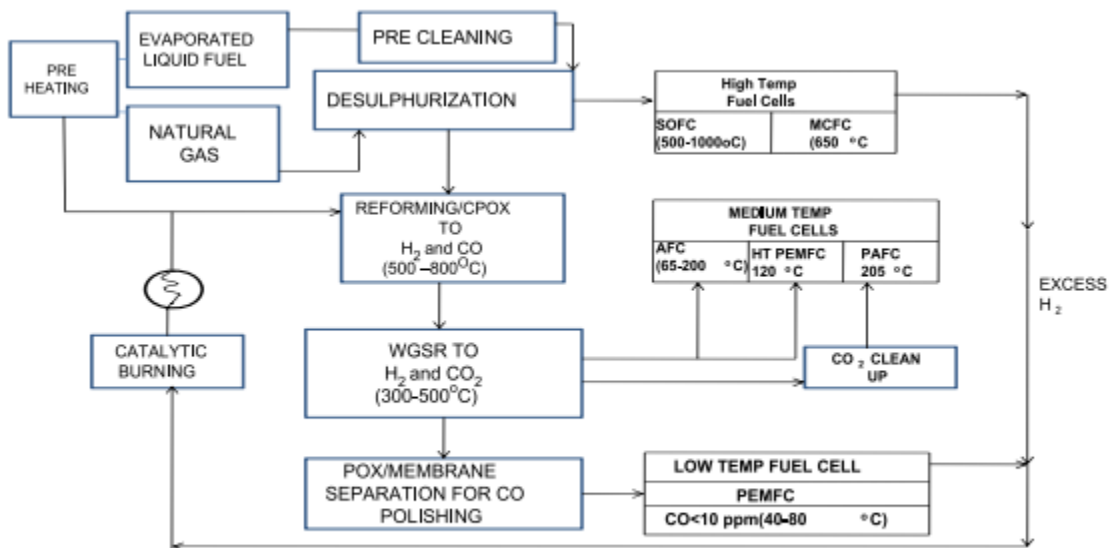 PRE
HEATING
EVAPORATED
LIQUID FUEL
PRE CLEANING
NATURAL
GAS
DESULPHURIZATION
High Temp
Fuel Cells
SOFC
(500-1000oC)
MCFC
(650 °C
REFORMING/CPOX
TO
H2 and CO
(500–800°C)
MEDIUM TEMP
FUEL CELLS
AFC
(65-200 °C)
HT PEMFC
120 °C
PAFC
205 °C
EXCESS
H2
CATALYTIC
BURNING
WGSR TO
H2 and CO2
(300-500°C)
CO2 CLEAN
UP
POX/MEMBRANE
SEPARATION FOR CO
POLISHING
LOW TEMP FUEL CELL
PEMFC
CO<10 ppm(40-80 °C)